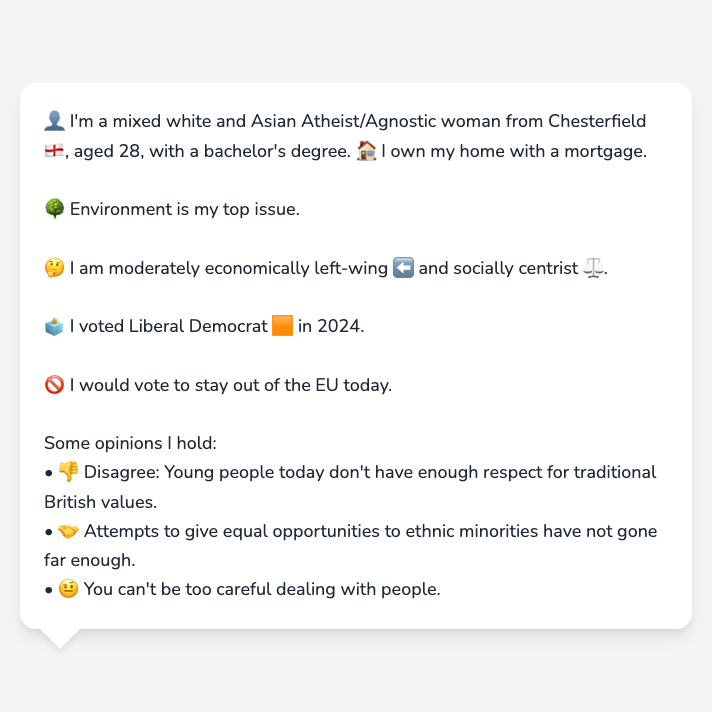 👤 I'm a mixed white and Asian Atheist/Agnostic woman from Chesterfield
🏴󠁧󠁢󠁥󠁮󠁧󠁿, aged 28, with a bachelor's degree. 🏠 I own my home with a mortgage.
🌳 Environment is my top issue.
🤔 I am moderately economically left-wing ⬅️ and socially centrist ⚖️.
🗳️ I voted Liberal Democrat 🟧 in 2024.
🚫 I would vote to stay out of the EU today.
Some opinions I hold:
• 👎 Disagree: Young people today don't have enough respect for traditional
British values.
• 🤝 Attempts to give equal opportunities to ethnic minorities have not gone
far enough.
• 🤨 You can't be too careful dealing with people.